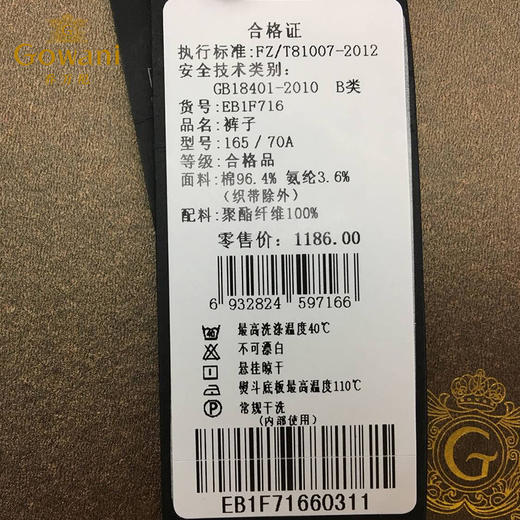 Gowani
合格证
执行标准:FZ/T81007-2012
安全技术类别:
GB18401-2010 B类
货号:EB1F716
品名:裤子
型号:165/70A
等级:合格品
面料:棉96.4% 氨纶3.6%
(织带除外)
配料:聚酯纤维100%
零售价:1186.00
6 932824 597166
最高洗涤温度40℃
不可漂白
悬挂晾干
熨斗底板最高温度110℃
常规干洗
(内部使用)
EB1F71660311
G